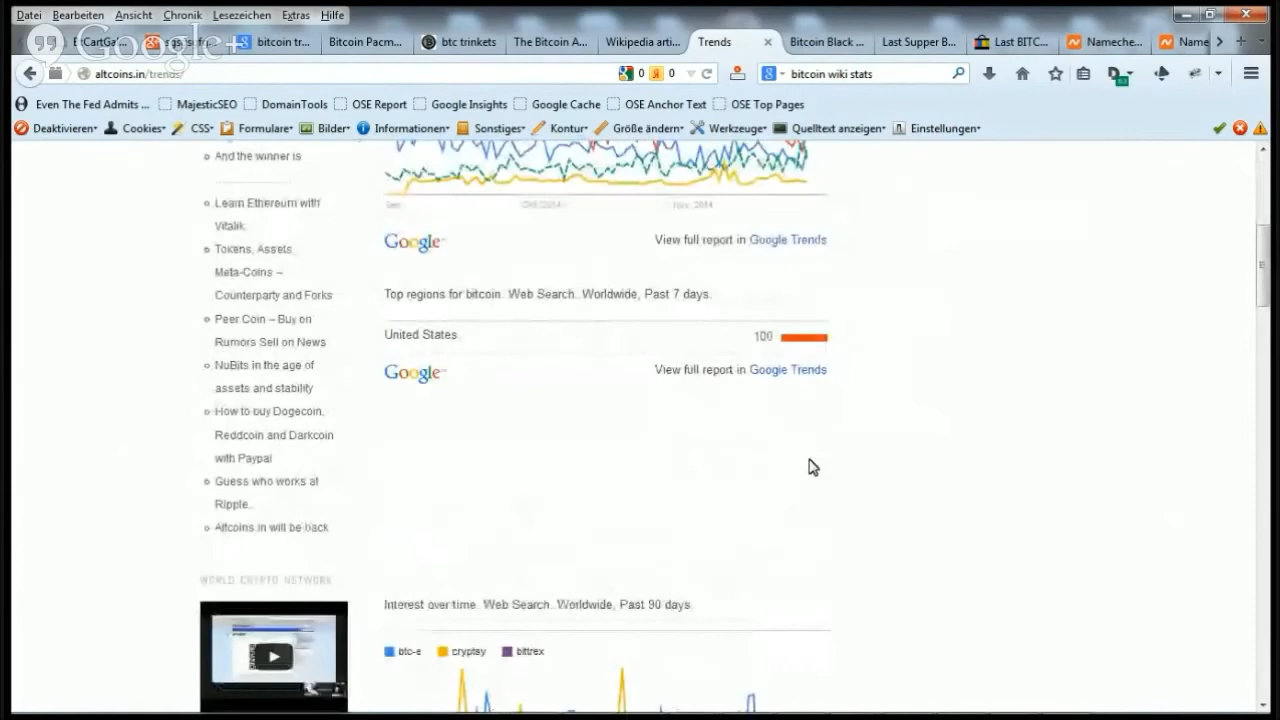 Datei Bearbeiten Ansicht Chronik Lesezeichen Extras Hilfe
Google+
bitcoin tr... Bitcoin Pacm... btc trinkets The Bitcoin A... Wikipedia arti... Trends Bitcoin Black ... Last Supper B... Last BITC... Nameche... Name
altcoins.in/trends/ 0 0 bitcoin wiki stats
Even The Fed Admits ... MajesticSEO DomainTools OSE Report Google Insights Google Cache OSE Anchor Text OSE Top Pages
Deaktivieren Cookies CSS Formulare Bilder Informationen Sonstiges Kontur Größe ändern Werkzeuge Quelltext anzeigen Einstellungen
And the winner is
Learn Ethereum with
Vitalik.
Tokens, Assets,
Meta-Coins –
Counterparty and Forks
Peer Coin – Buy on
Rumors Sell on News
NuBits in the age of
assets and stability
How to buy Dogecoin,
Reddcoin and Darkcoin
with Paypal
Guess who works at
Ripple..
Altcoins.in will be back
WORLD CRYPTO NETWORK
Nov. 2014
Google View full report in Google Trends
Top regions for bitcoin. Web Search. Worldwide, Past 7 days.
United States 100
Google View full report in Google Trends
Interest over time. Web Search. Worldwide, Past 90 days.
btc-e cryptsy bittrex